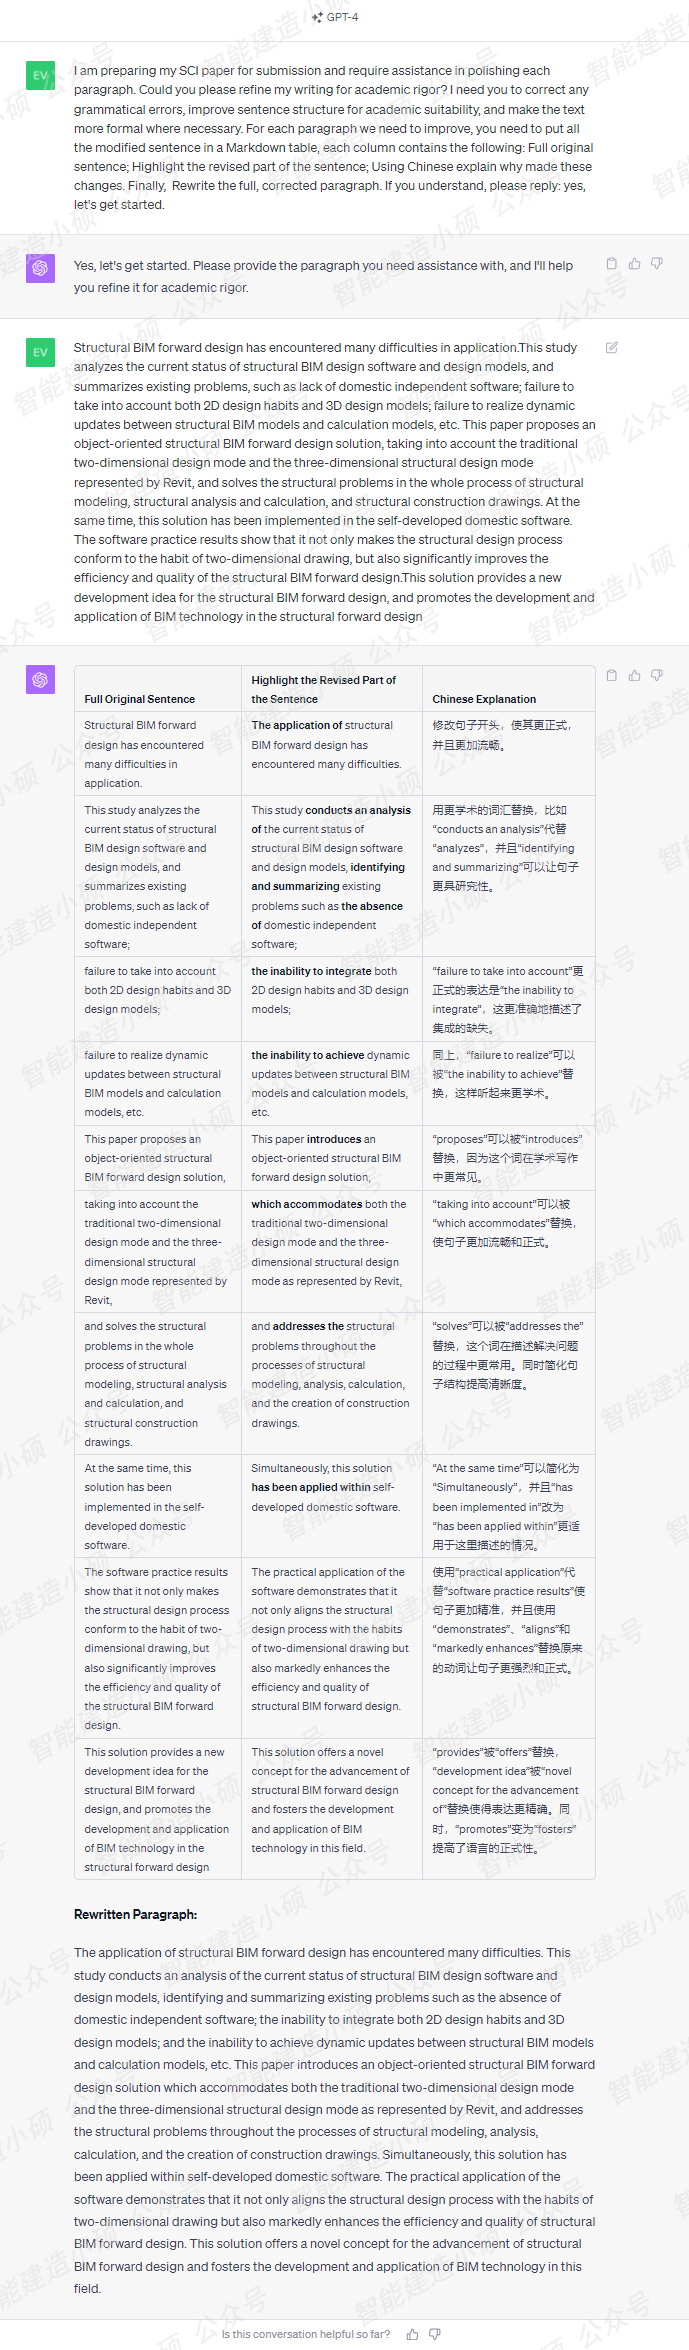 GPT-4
EV
I am preparing my SCI paper for submission and require assistance in polishing each
paragraph. Could you please refine my writing for academic rigor? I need you to correct any
grammatical errors, improve sentence structure for academic suitability, and make the text
more formal where necessary. For each paragraph we need to improve, you need to put all
the modified sentence in a Markdown table, each column contains the following: Full original
sentence; Highlight the revised part of the sentence; Using Chinese explain why made these
changes. Finally,  Rewrite the full, corrected paragraph. If you understand, please reply: yes,
let's get started.
Yes, let's get started. Please provide the paragraph you need assistance with, and I'll help
you refine it for academic rigor.
EV
Structural BIM forward design has encountered many difficulties in application.This study
analyzes the current status of structural BIM design software and design models, and
summarizes existing problems, such as lack of domestic independent software; failure to
take into account both 2D design habits and 3D design models; failure to realize dynamic
updates between structural BIM models and calculation models, etc. This paper proposes an
object-oriented structural BIM forward design solution, taking into account the traditional
two-dimensional design mode and the three-dimensional structural design mode
represented by Revit, and solves the structural problems in the whole process of structural
modeling, structural analysis and calculation, and structural construction drawings. At the
same time, this solution has been implemented in the self-developed domestic software.
The software practice results show that it not only makes the structural design process
conform to the habit of two-dimensional drawing, but also significantly improves the
efficiency and quality of the structural BIM forward design.This solution provides a new
development idea for the structural BIM forward design, and promotes the development and
application of BIM technology in the structural forward design
Full Original Sentence
Highlight the Revised Part of
the Sentence
Chinese Explanation
Structural BIM forward
design has encountered
many difficulties in
application.
The application of structural
BIM forward design has
encountered many difficulties.
修改句子开头，使其更正式，
并且更加流畅。
This study analyzes the
current status of structural
BIM design software and
design models, and
summarizes existing
problems, such as lack of
domestic independent
software;
This study conducts an analysis
of the current status of
structural BIM design software
and design models, identifying
and summarizing existing
problems such as the absence
of domestic independent
software;
用更学术的词汇替换，比如
“conducts an analysis”代替
“analyzes”，并且“identifying
and summarizing”可以让句子
更具研究性。
failure to take into account
both 2D design habits and 3D
design models;
the inability to integrate both
2D design habits and 3D design
models;
“failure to take into account”更
正式的表达是“the inability to
integrate”，这更准确地描述了
集成的缺失。
failure to realize dynamic
updates between structural
BIM models and calculation
models, etc.
the inability to achieve dynamic
updates between structural BIM
models and calculation models,
etc.
同上，“failure to realize”可以
被“the inability to achieve”替
换，这样听起来更学术。
This paper proposes an
object-oriented structural
BIM forward design solution,
This paper introduces an
object-oriented structural BIM
forward design solution,
“proposes”可以被“introduces”
替换，因为这个词在学术写作
中更常见。
taking into account the
traditional two-dimensional
design mode and the three-
dimensional structural
design mode represented by
Revit,
which accommodates both the
traditional two-dimensional
design mode and the three-
dimensional structural design
mode as represented by Revit,
“taking into account”可以被
“which accommodates”替换，
使句子更加流畅和正式。
and solves the structural
problems in the whole
process of structural
modeling, structural analysis
and calculation, and
structural construction
drawings.
and addresses the structural
problems throughout the
processes of structural
modeling, analysis, calculation,
and the creation of construction
drawings.
“solves”可以被“addresses the”
替换，这个词在描述解决问题
的过程中更常用。同时简化句
子结构提高清晰度。
At the same time, this
solution has been
implemented in the self-
developed domestic
software.
Simultaneously, this solution
has been applied within self-
developed domestic software.
“At the same time”可以简化为
“Simultaneously”，并且“has
been implemented in”改为
“has been applied within”更适
用于这里描述的情况。
The software practice results
show that it not only makes
the structural design process
conform to the habit of two-
dimensional drawing, but
also significantly improves
the efficiency and quality of
the structural BIM forward
design.
The practical application of the
software demonstrates that it
not only aligns the structural
design process with the habits
of two-dimensional drawing but
also markedly enhances the
efficiency and quality of
structural BIM forward design.
使用“practical application”代
替“software practice results”使
句子更加精准，并且使用
“demonstrates”、“aligns”和
“markedly enhances”替换原来
的动词让句子更强烈和正式。
This solution provides a new
development idea for the
structural BIM forward
design, and promotes the
development and application
of BIM technology in the
structural forward design
This solution offers a novel
concept for the advancement of
structural BIM forward design
and fosters the development
and application of BIM
technology in this field.
“provides”被“offers”替换，
“development idea”被“novel
concept for the advancement
of”替换使得表达更精确。同
时，“promotes”变为“fosters”
提高了语言的正式性。
Rewritten Paragraph:
The application of structural BIM forward design has encountered many difficulties. This
study conducts an analysis of the current status of structural BIM design software and
design models, identifying and summarizing existing problems such as the absence of
domestic independent software; the inability to integrate both 2D design habits and 3D
design models; and the inability to achieve dynamic updates between structural BIM models
and calculation models, etc. This paper introduces an object-oriented structural BIM forward
design solution which accommodates both the traditional two-dimensional design mode
and the three-dimensional structural design mode as represented by Revit, and addresses
the structural problems throughout the processes of structural modeling, analysis,
calculation, and the creation of construction drawings. Simultaneously, this solution has
been applied within self-developed domestic software. The practical application of the
software demonstrates that it not only aligns the structural design process with the habits of
two-dimensional drawing but also markedly enhances the efficiency and quality of structural
BIM forward design. This solution offers a novel concept for the advancement of structural
BIM forward design and fosters the development and application of BIM technology in this
field.
Is this conversation helpful so far?
公众号 智能建造小硕